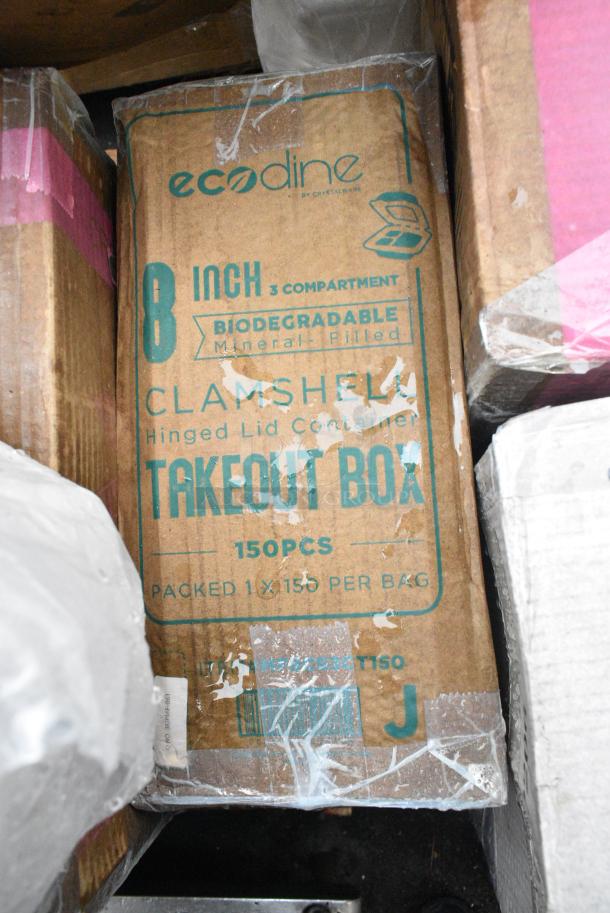 ecodine
BY CRYSTALWARE
8 INCH 3 COMPARTMENT
BIODEGRADABLE
Mineral-Filled
CLAMSHELL
Hinged Lid Container
TAKEOUT BOX
150PCS
PACKED 1 X 150 PER BAG
J